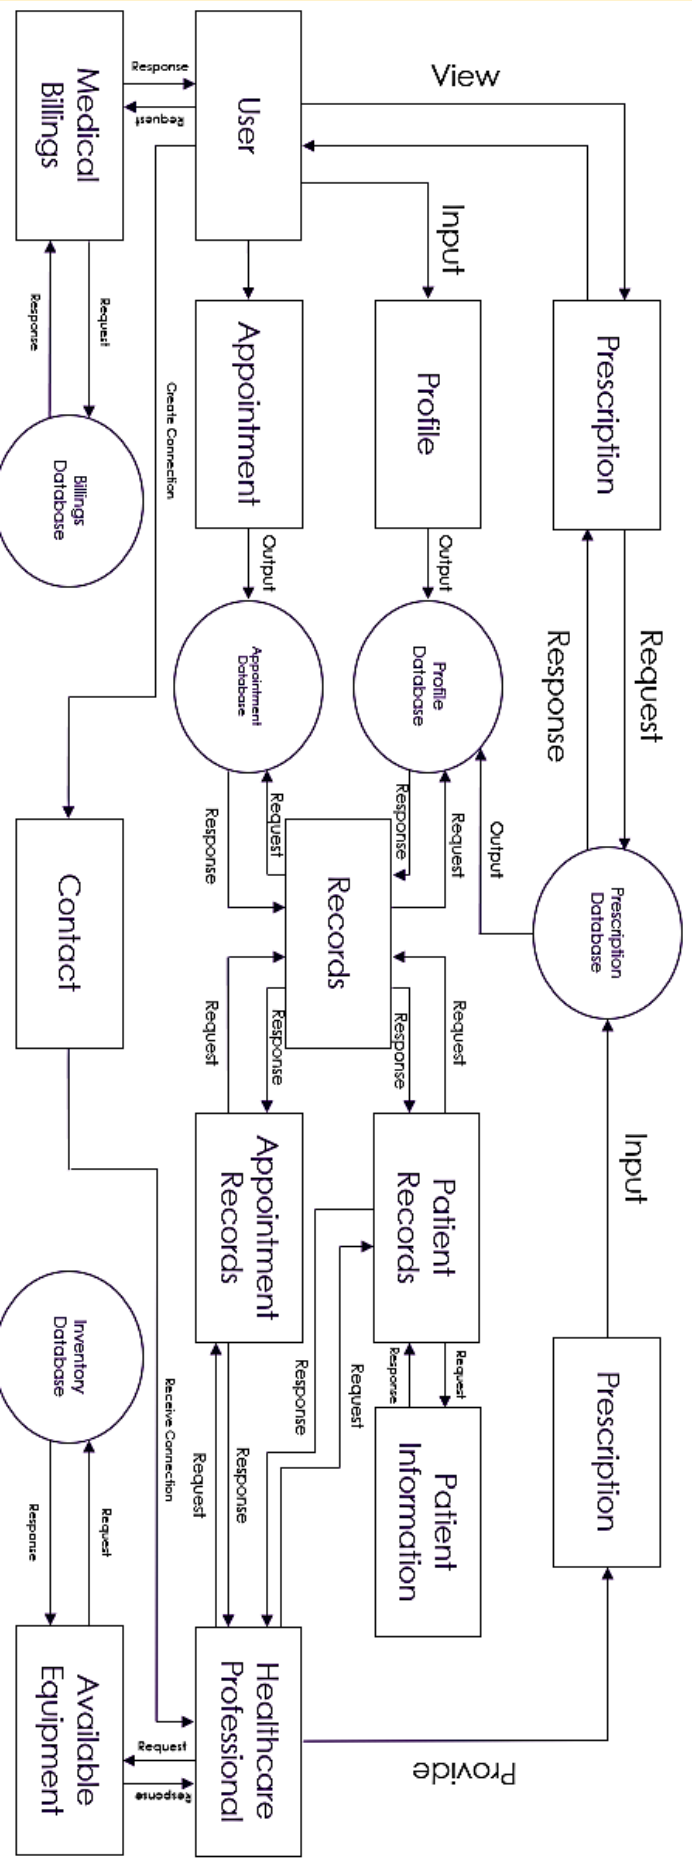 View
Request
Input
Provide
Prescription
Prescription
Database
Prescription
Response
Output
Input
Profile
Output
Profile
Database
Request
Response
Request
Response
Patient
Records
Request
Response
Patient
Information
Records
User
Appointment
Output
Appointment
Database
Request
Response
Response
Request
Appointment
Records
Response
Request
Response
Request
Healthcare
Professional
Response
Request
Create Connection
Receive Connection
Request
Response
Medical
Billings
Request
Response
Billings
Database
Contact
Inventory
Database
Request
Response
Available
Equipment